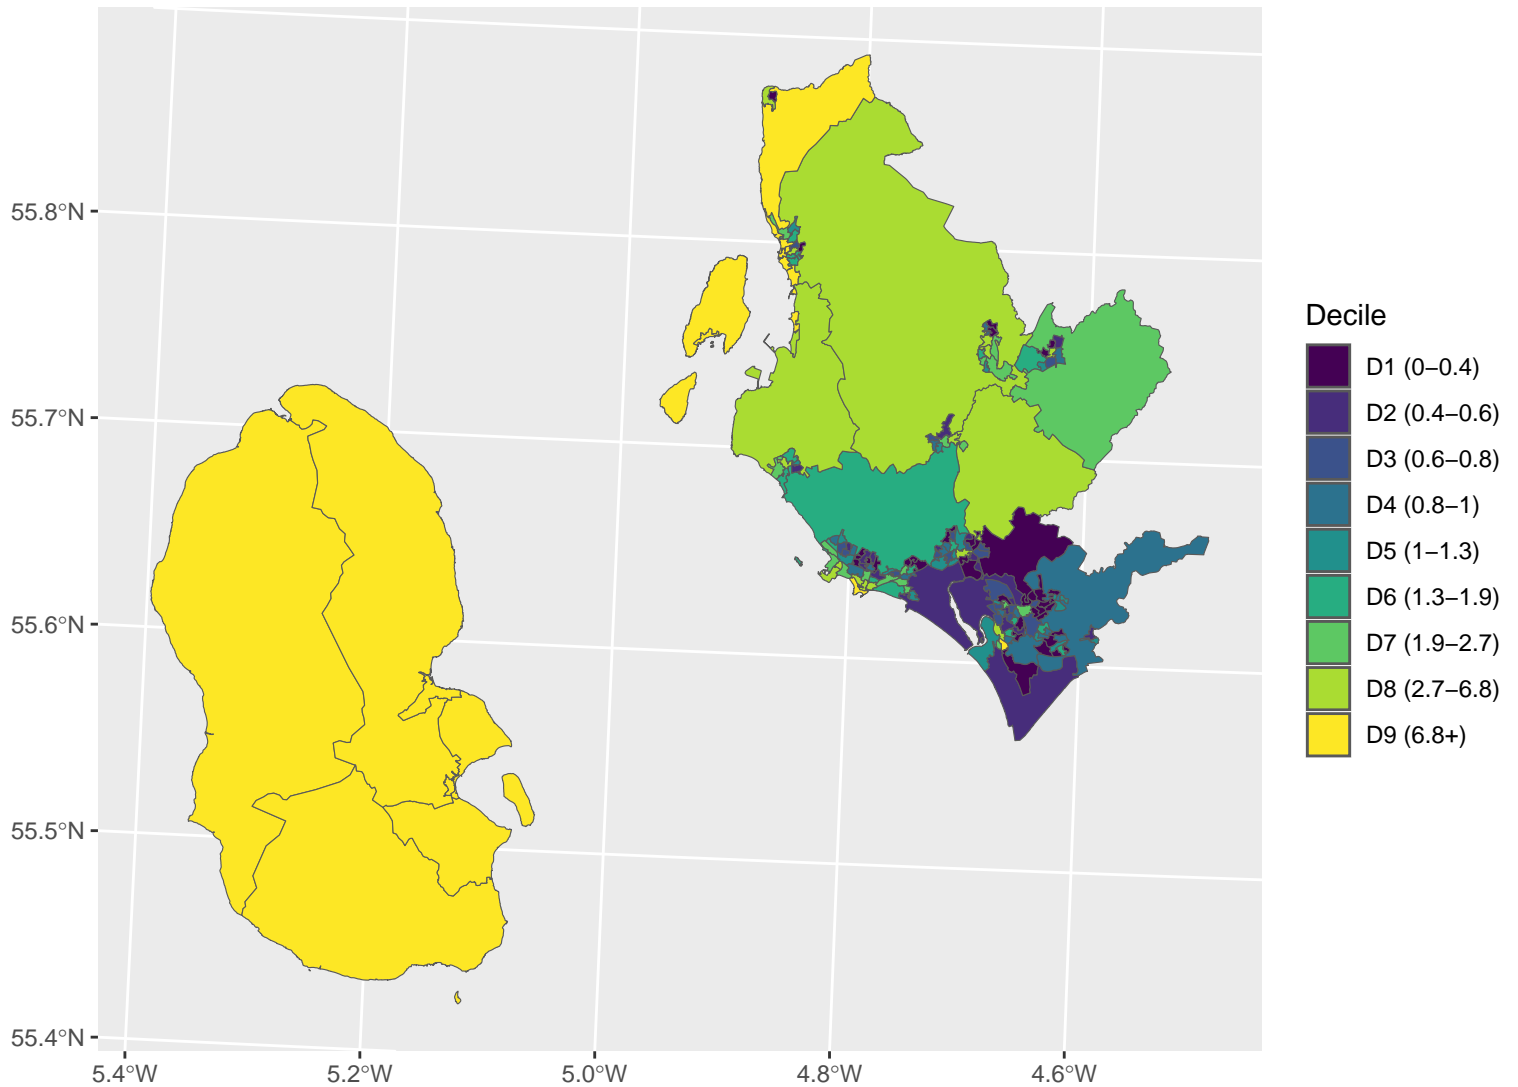 55.8°N
55.7°N
55.6°N
55.5°N
55.4°N
5.4°W
5.2°W
5.0°W
4.8°W
4.6°W
Decile
D1 (0–0.4)
D2 (0.4–0.6)
D3 (0.6–0.8)
D4 (0.8–1)
D5 (1–1.3)
D6 (1.3–1.9)
D7 (1.9–2.7)
D8 (2.7–6.8)
D9 (6.8+)